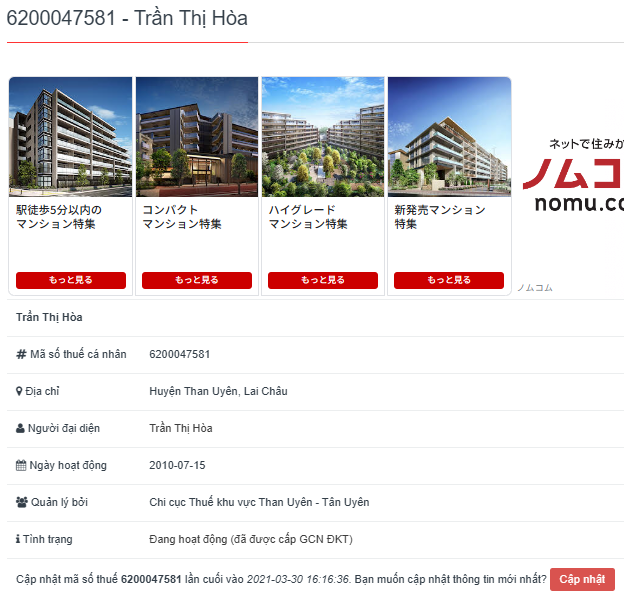 6200047581 - Trần Thị Hòa
駅徒歩5分以内の
マンション特集
もっと見る
コンパクト
マンション特集
もっと見る
ハイグレード
マンション特集
もっと見る
新発売マンション
特集
もっと見る
ネットで住みか
ノムコ
nomu.co
ノムコム
Trần Thị Hòa
Mã số thuế cá nhân 6200047581
Địa chỉ Huyện Than Uyên, Lai Châu
Người đại diện Trần Thị Hòa
Ngày hoạt động 2010-07-15
Quản lý bởi Chi cục Thuế khu vực Than Uyên - Tân Uyên
Tình trạng Đang hoạt động (đã được cấp GCN ĐKT)
Cập nhật mã số thuế 6200047581 lần cuối vào 2021-03-30 16:16:36. Bạn muốn cập nhật thông tin mới nhất? Cập nhật